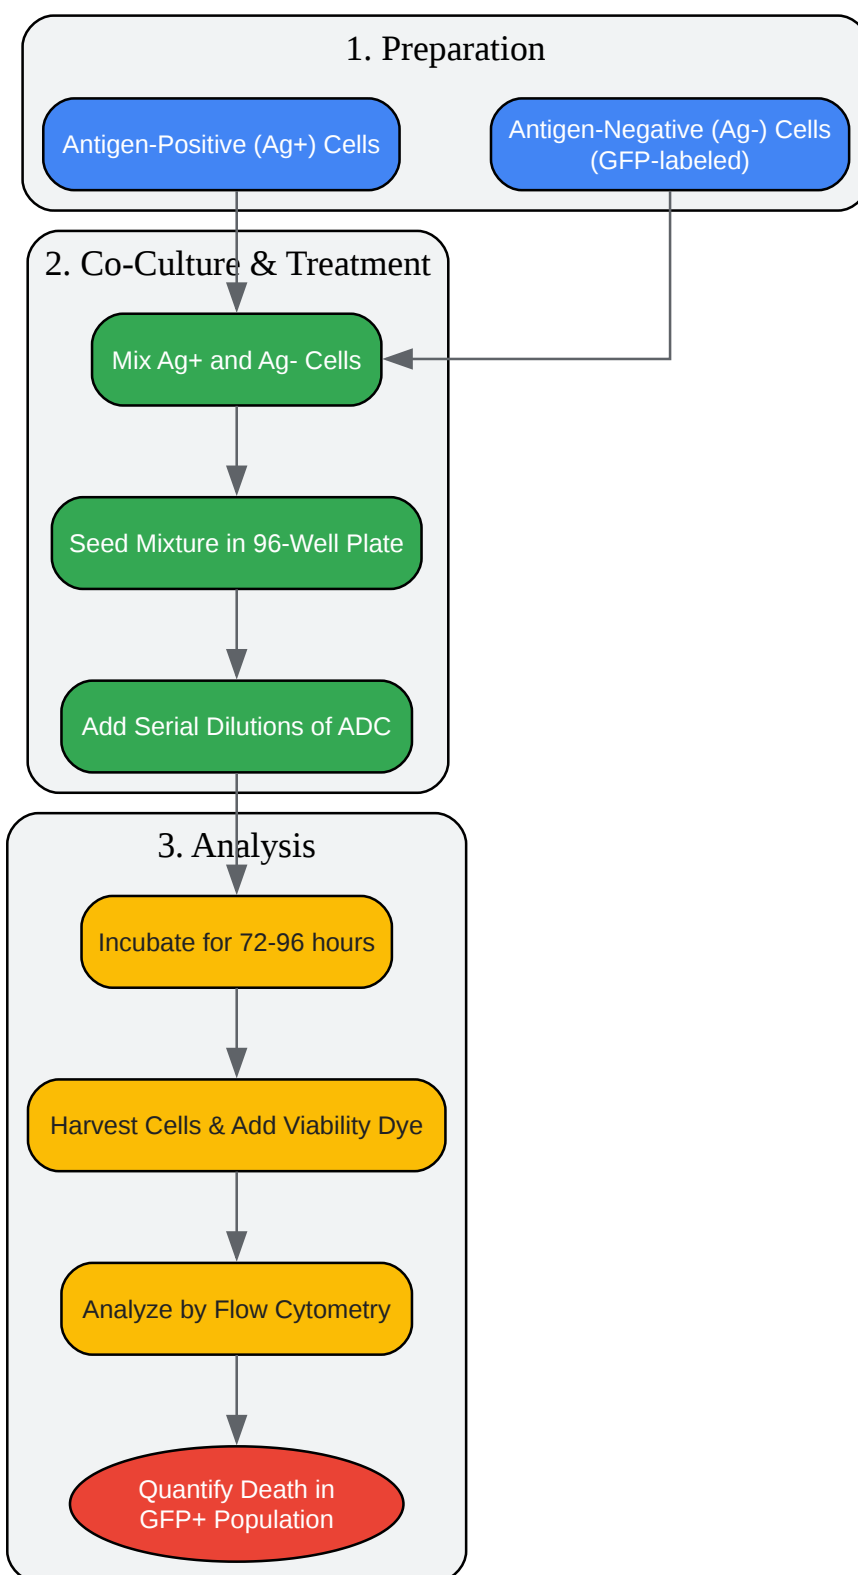 1. Preparation
Antigen-Positive (Ag+) Cells
Antigen-Negative (Ag-) Cells
(GFP-labeled)
2. Co-Culture & Treatment
Mix Ag+ and Ag- Cells
Seed Mixture in 96-Well Plate
Add Serial Dilutions of ADC
3. Analysis
Incubate for 72-96 hours
Harvest Cells & Add Viability Dye
Analyze by Flow Cytometry
Quantify Death in
GFP+ Population